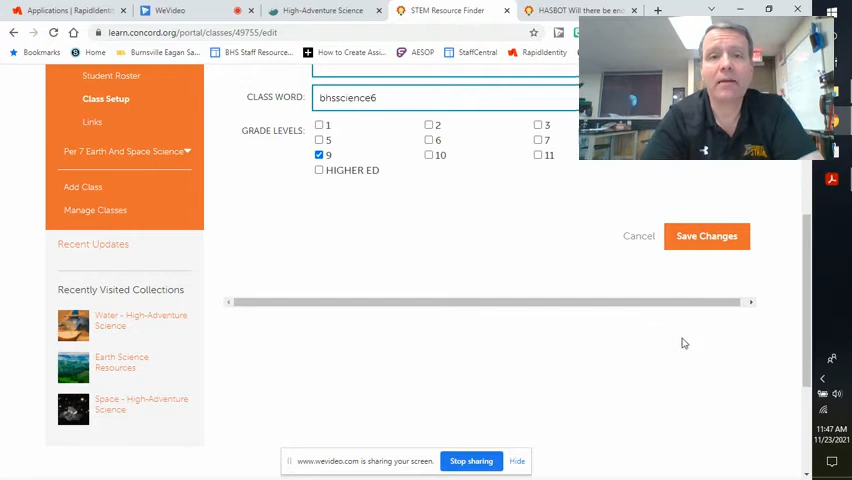 Applications | RapidIdentity
WeVideo
High-Adventure Science
STEM Resource Finder
HASBOT Will there be en
learn.concord.org/portal/classes/49755/edit
Bookmarks
Burnsville Eagan Sa
BHS Staff Resource...
How to Create Assi...
AESOP
StaffCentral
RapidIdentity
Student Roster
Class Setup
Links
Per 7 Earth And Space Science
Add Class
Manage Classes
Recent Updates
Recently Visited Collections
Water - High-Adventure
Science
Earth Science
Resources
Space - High-Adventure
Science
CLASS WORD:
bhsscience6
GRADE LEVELS:
1 2 3
5 6 7
9 10 11
HIGHER ED
Cancel
Save Changes
www.wevideo.com is sharing your screen.
Stop sharing
Hide
11:47 AM
11/23/2021